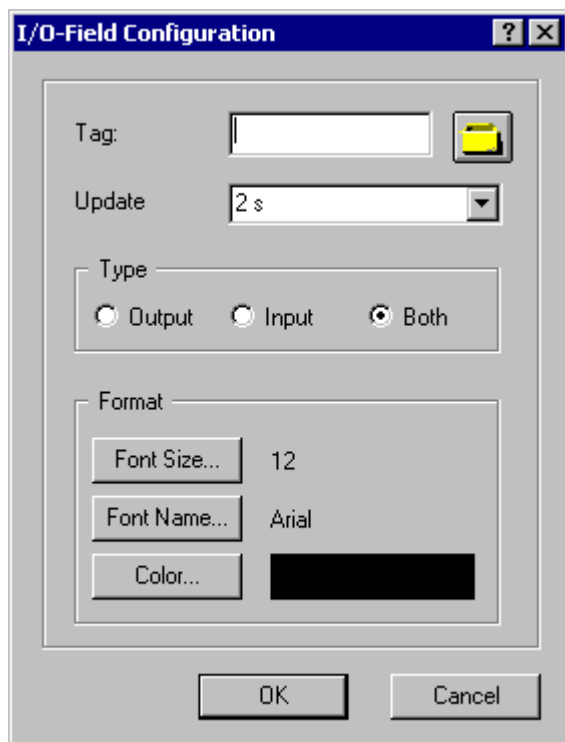 I/O-Field Configuration
Tag:
Update 2 s
Type
Output Input Both
Format
Font Size... 12
Font Name... Arial
Color...
OK Cancel